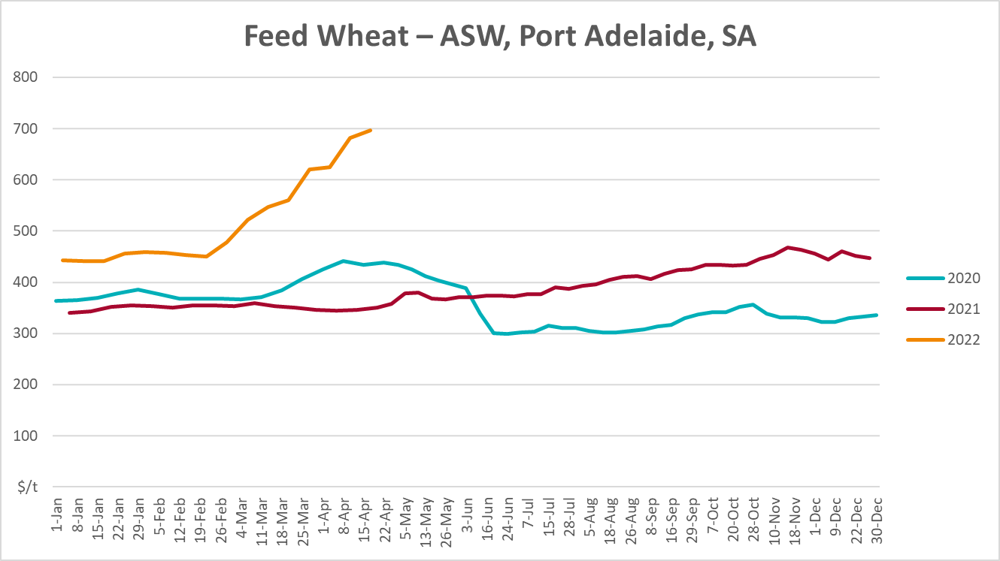 Feed Wheat – ASW, Port Adelaide, SA
800
700
600
500
400
300
200
100
$/t
1-Jan
8-Jan
15-Jan
22-Jan
29-Jan
5-Feb
12-Feb
19-Feb
26-Feb
4-Mar
11-Mar
18-Mar
25-Mar
1-Apr
8-Apr
15-Apr
22-Apr
5-May
13-May
26-May
3-Jun
16-Jun
24-Jun
7-Jul
15-Jul
28-Jul
5-Aug
18-Aug
26-Aug
8-Sep
16-Sep
29-Sep
7-Oct
20-Oct
28-Oct
10-Nov
18-Nov
1-Dec
9-Dec
22-Dec
30-Dec
2020
2021
2022